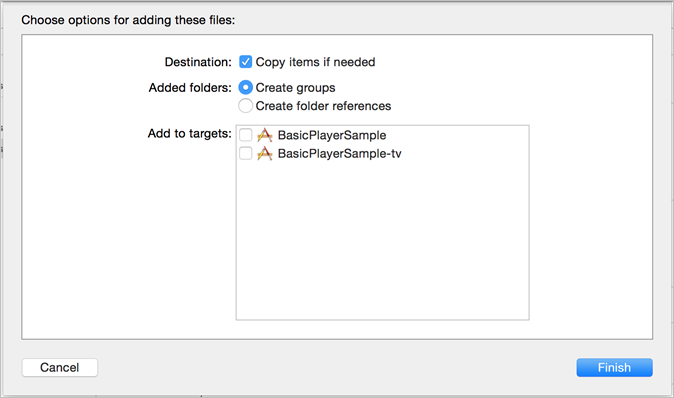 Choose options for adding these files:
Destination: Copy items if needed
Added folders: Create groups
Create folder references
Add to targets: BasicPlayerSample
BasicPlayerSample-tv
Cancel Finish